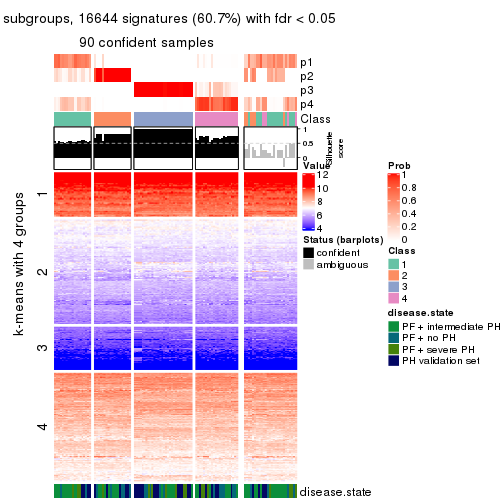 subgroups, 16644 signatures (60.7%) with fdr < 0.05
90 confident samples
p1
p2
p3
p4
Class
1
0.5
0
Silhouette
score
k-means with 4 groups
1
2
3
4
disease.state
Value
12
10
8
6
4
Status (barplots)
confident
ambiguous
Prob
1
0.8
0.6
0.4
0.2
0
Class
1
2
3
4
disease.state
PF + intermediate PH
PF + no PH
PF + severe PH
PH validation set